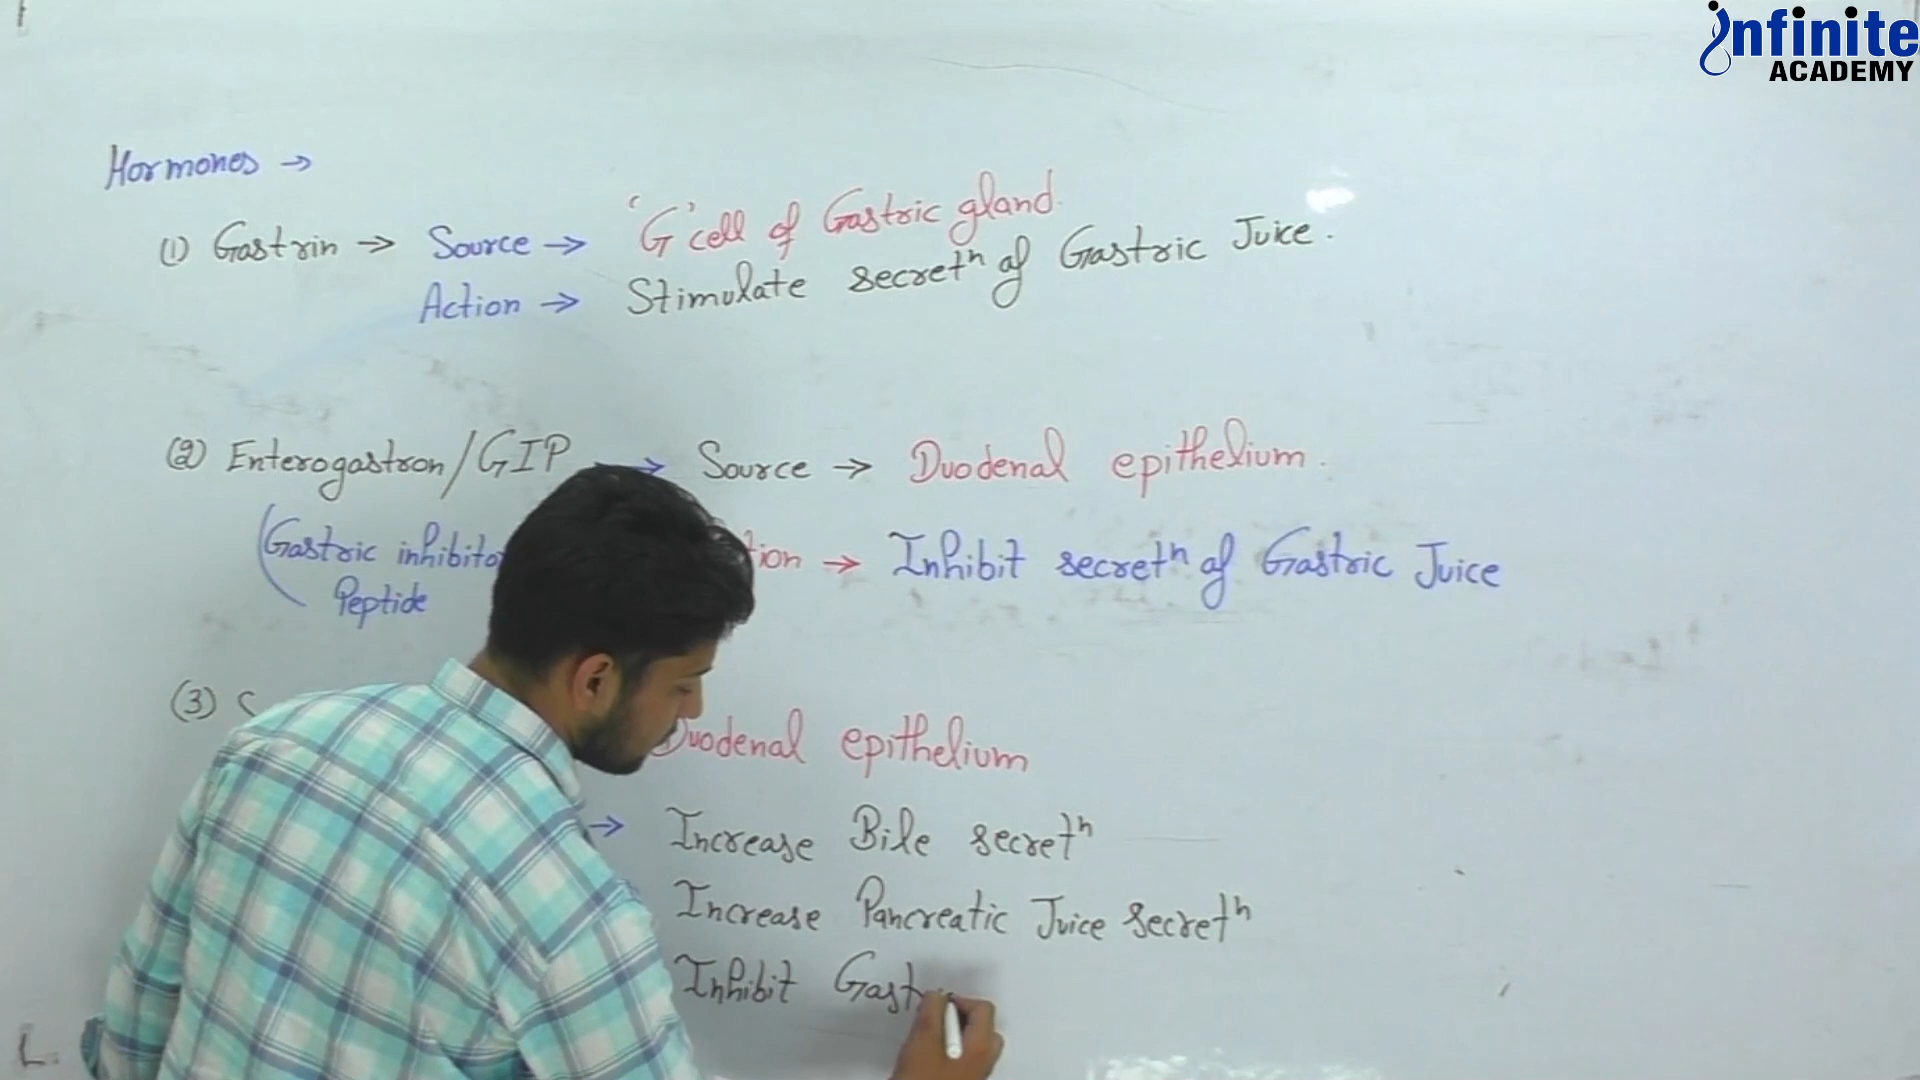 Infinite
ACADEMY
Hormones →
(1) Gastrin → Source → 'G' cell of Gastric gland.
Action → Stimulate secretⁿ of Gastric Juice.
(2) Enterogastron/GIP → Source → Duodenal epithelium.
(Gastric inhibito
tion → Inhibit secretⁿ of Gastric Juice
Peptide
(3)
Duodenal epithelium
→ Increase Bile secretⁿ
Increase Pancreatic Juice secretⁿ
Inhibit Gast